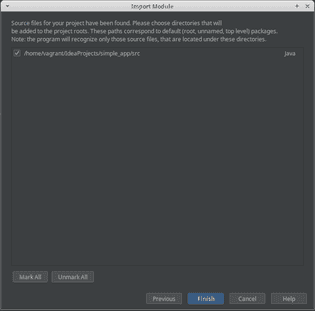 Import Module
Source files for your project have been found. Please choose directories that will
be added to the project roots. These paths correspond to default (root, unnamed, top level) packages.
Note: the program will recognize only those source files, that are located under these directories.
/home/vagrant/IdeaProjects/simple_app/src java
Mark All Unmark All
Previous Finish Cancel Help